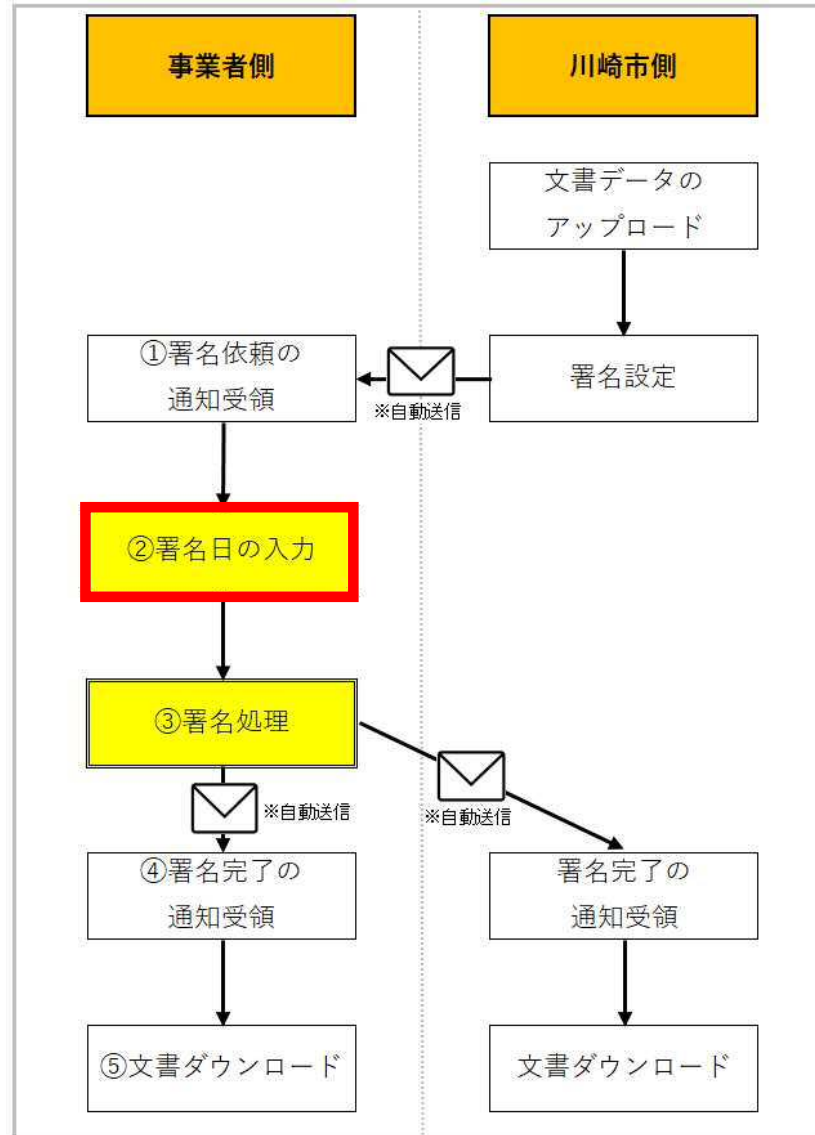 事業者側
川崎市側
文書データの
アップロード
①署名依頼の
通知受領
※自動送信
署名設定
②署名日の入力
③署名処理
※自動送信
※自動送信
④署名完了の
通知受領
署名完了の
通知受領
⑤文書ダウンロード
文書ダウンロード